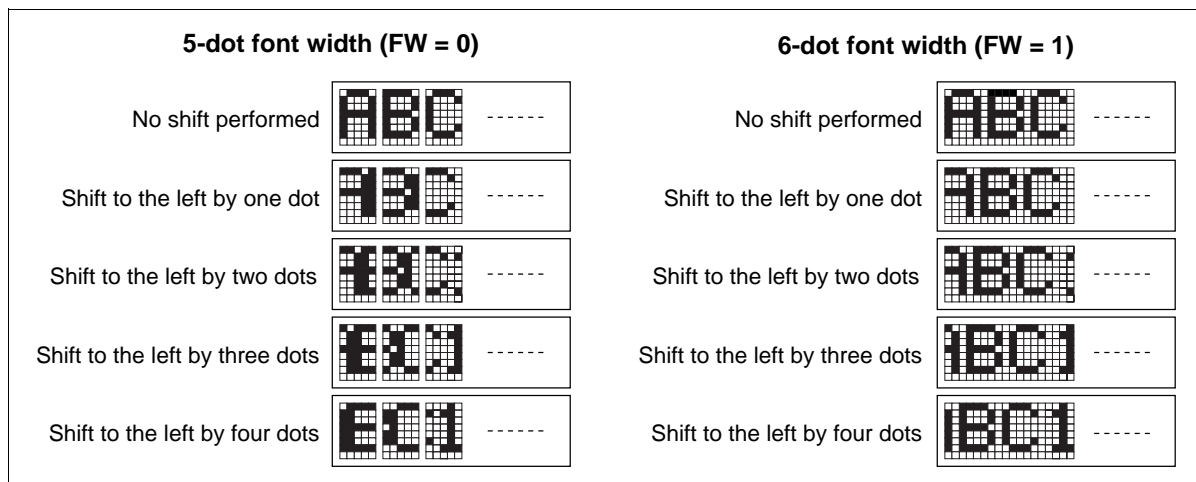 5-dot font width (FW = 0)
No shift performed
ABC ------
Shift to the left by one dot
------
Shift to the left by two dots
------
Shift to the left by three dots
------
Shift to the left by four dots
------
6-dot font width (FW = 1)
No shift performed
ABC ------
Shift to the left by one dot
ABC ------
Shift to the left by two dots
------
Shift to the left by three dots
------
Shift to the left by four dots
------